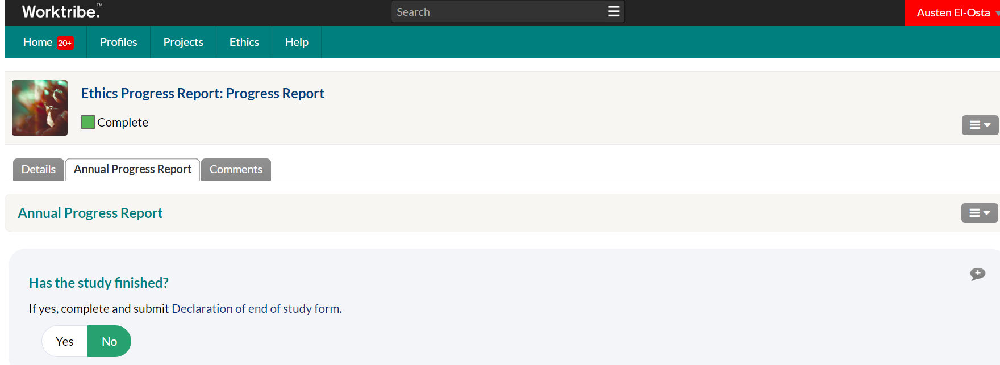 Worktribe.™
Search
Austen El-Osta
Home 20+ Profiles Projects Ethics Help
Ethics Progress Report: Progress Report
Complete
Details Annual Progress Report Comments
Annual Progress Report
Has the study finished?
If yes, complete and submit Declaration of end of study form.
Yes No